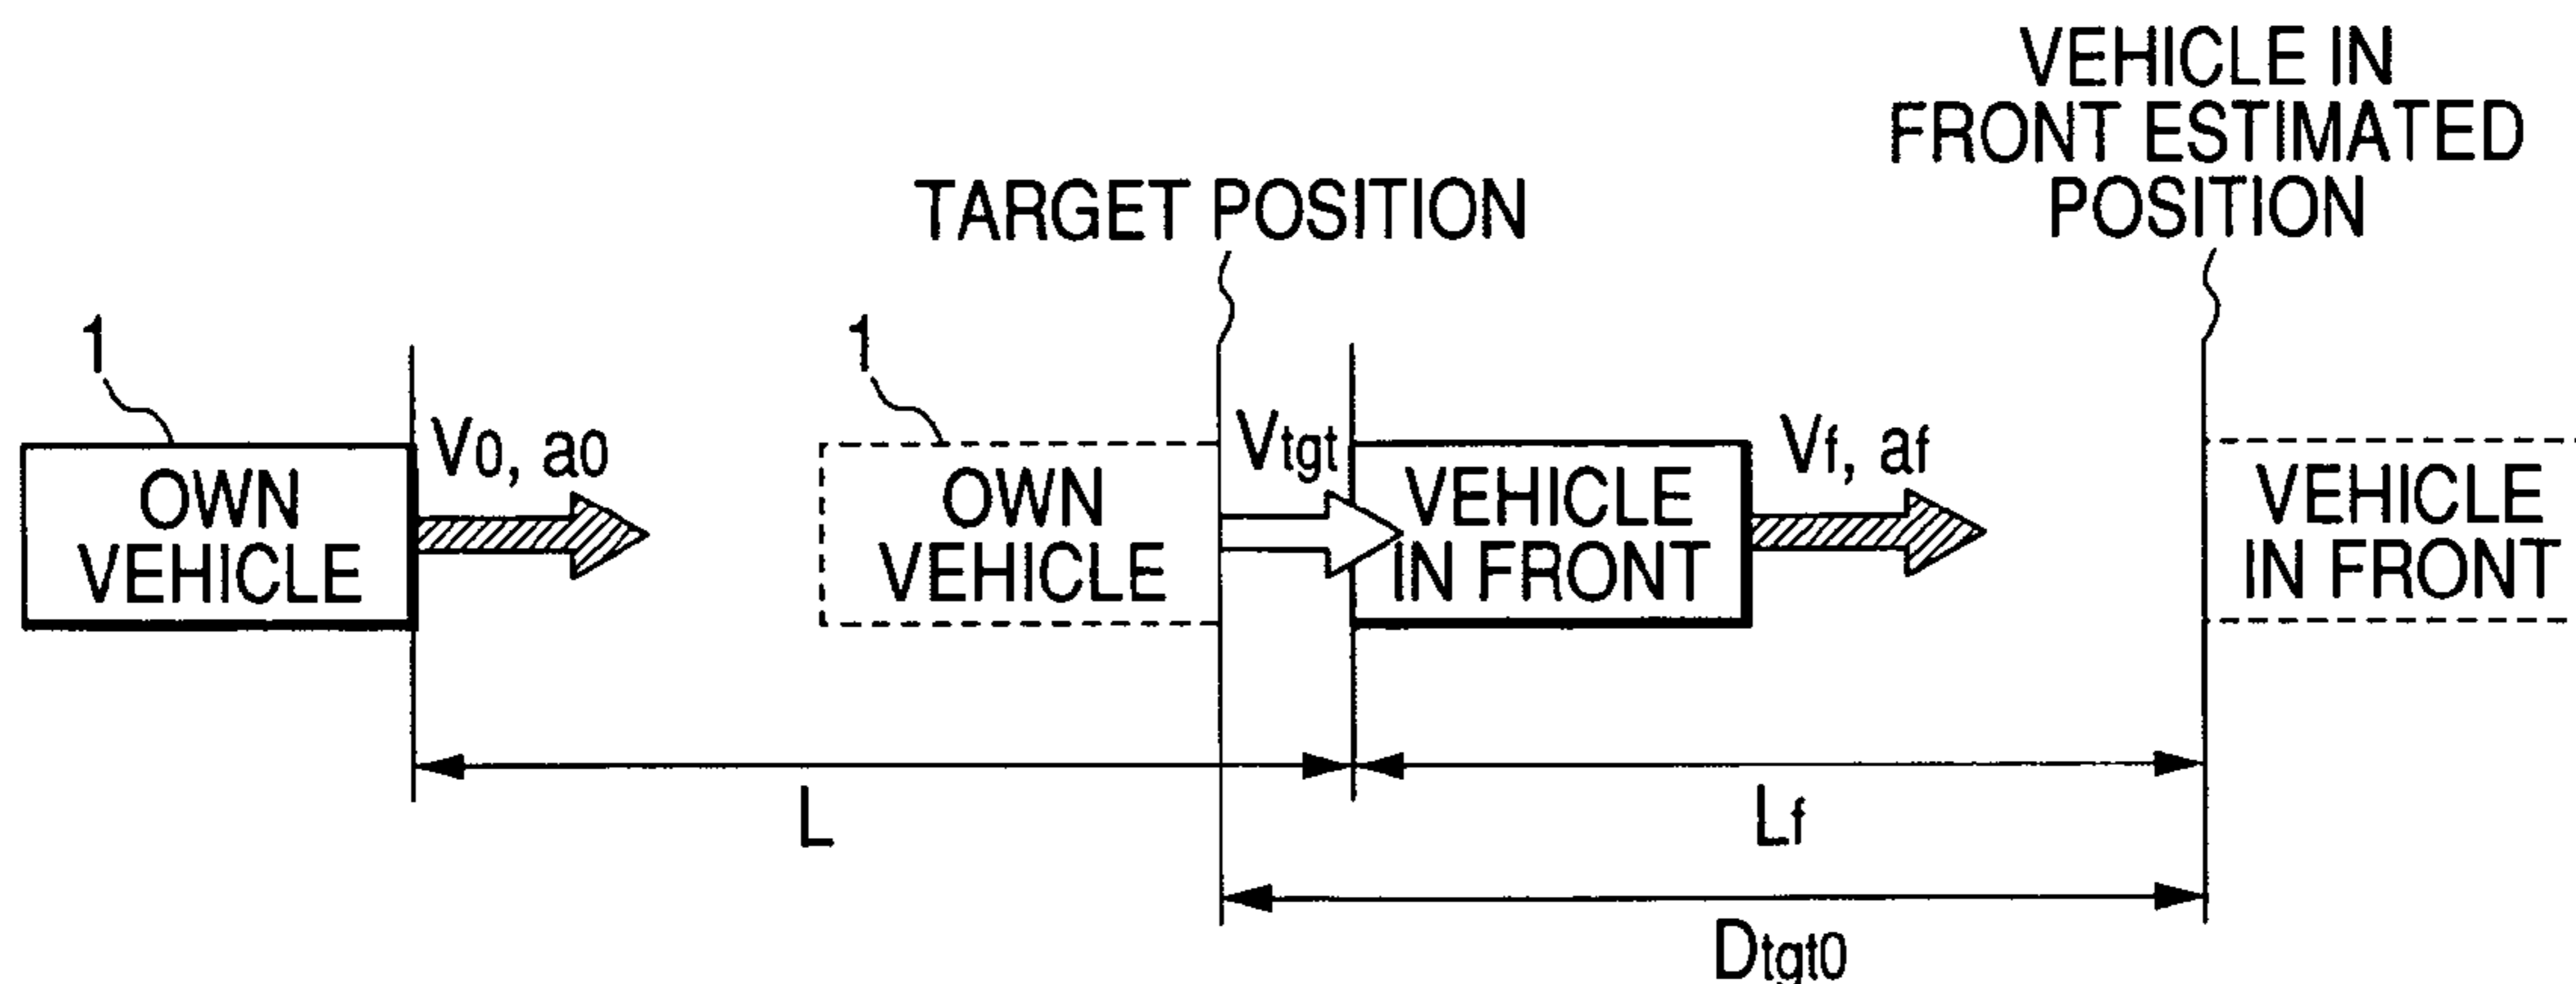 VEHICLE IN
FRONT ESTIMATED
POSITION
TARGET POSITION
1
1
V0, a0
Vtgt
Vf, af
OWN
VEHICLE
OWN
VEHICLE
VEHICLE
IN FRONT
VEHICLE
IN FRONT
L
Lf
Dtgt0